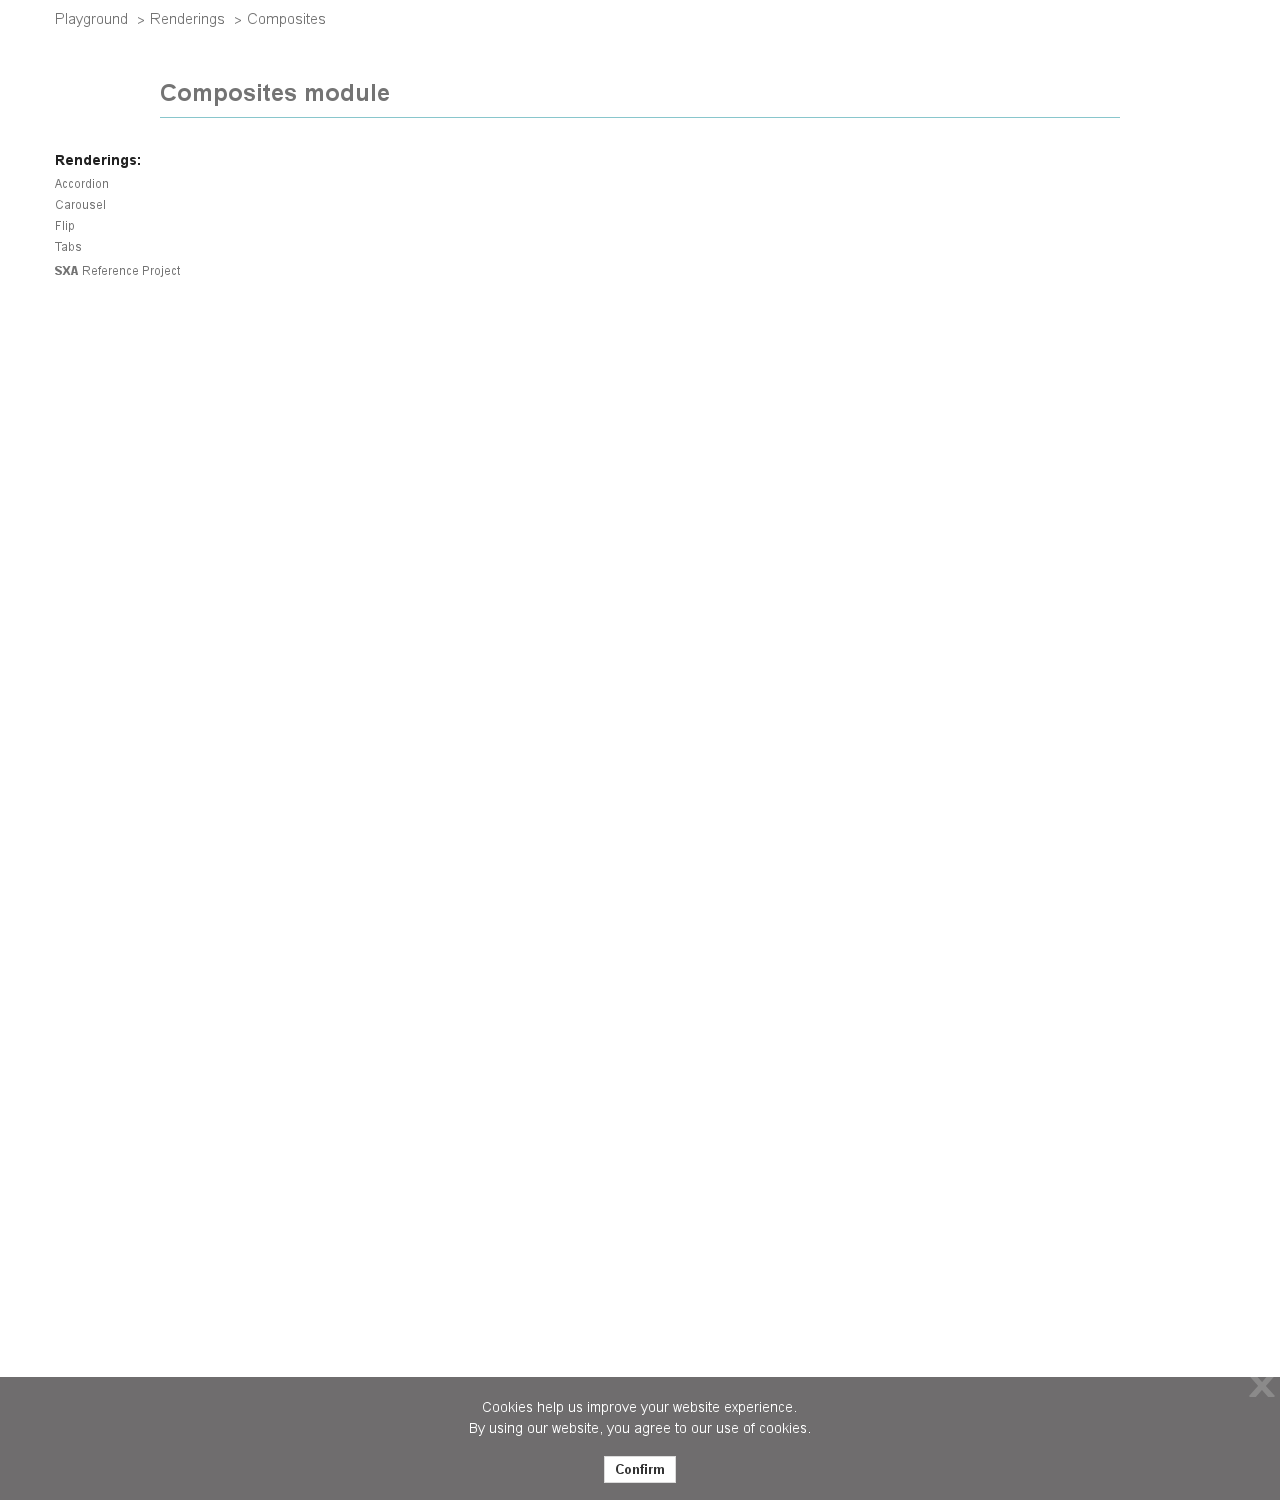 Playground > Renderings > Composites
Composites module
Renderings:
Accordion
Carousel
Flip
Tabs
SXA Reference Project
X
Cookies help us improve your website experience.
By using our website, you agree to our use of cookies.
Confirm